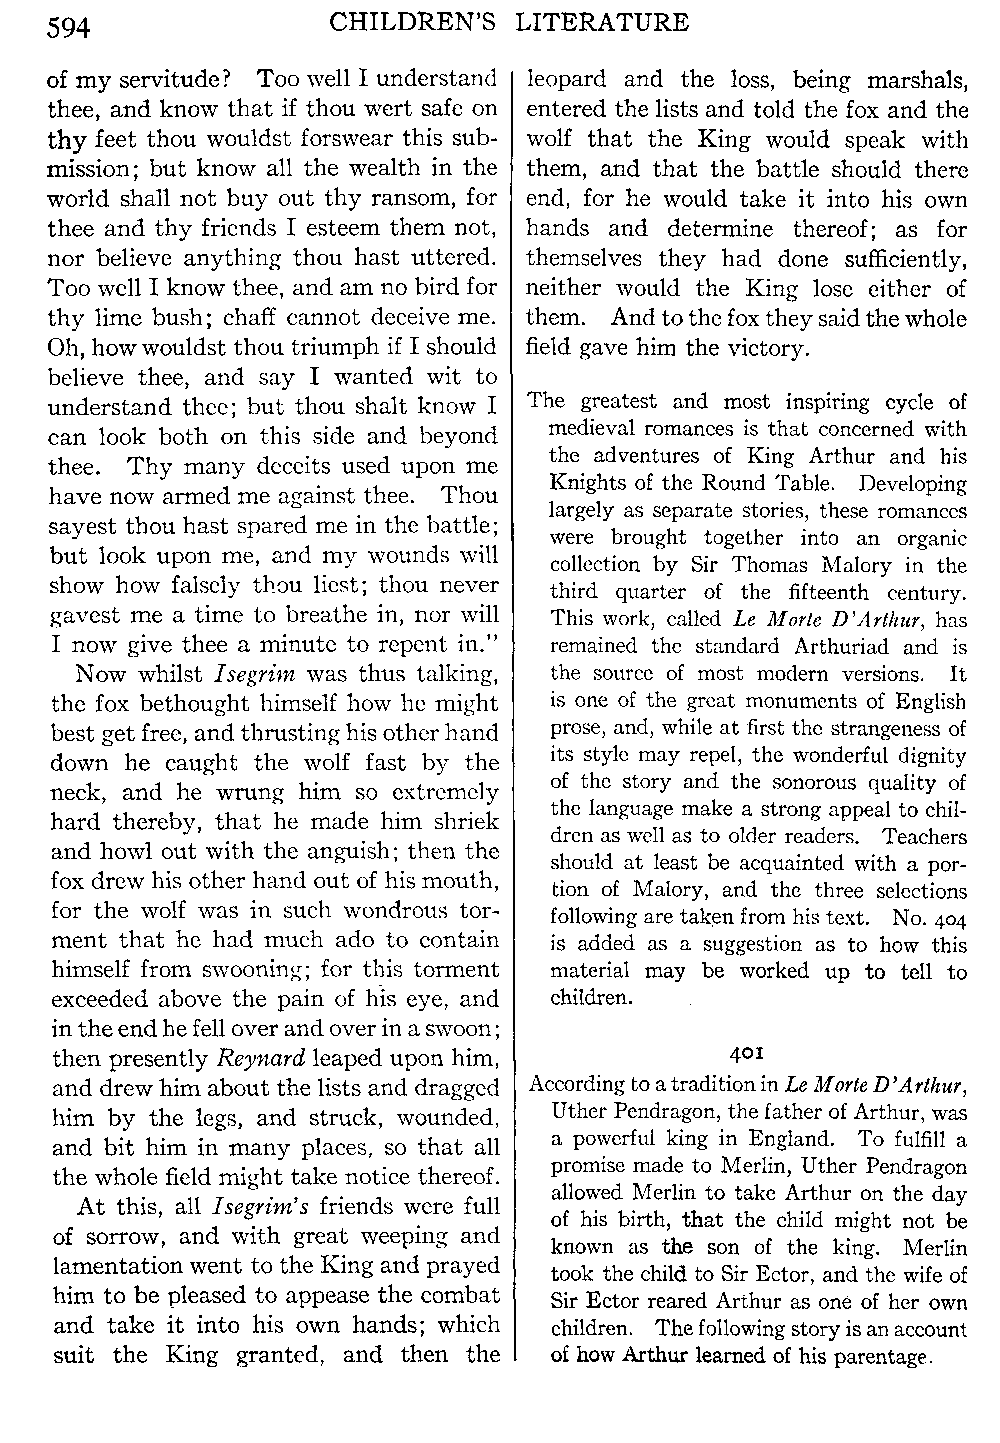 594
CHILDREN'S LITERATURE
of my servitude? Too well I understand
thee, and know that if thou wert safe on
thy feet thou wouldst forswear this sub-
mission; but know all the wealth in the
world shall not buy out thy ransom, for
thee and thy friends I esteem them not,
nor believe anything thou hast uttered.
Too well I know thee, and am no bird for
thy lime bush; chaff cannot deceive me.
Oh, how wouldst thou triumph if I should
believe thee, and say I wanted wit to
understand thee; but thou shalt know I
can look both on this side and beyond
thee. Thy many deceits used upon me
have now armed me against thee. Thou
sayest thou hast spared me in the battle;
but look upon me, and my wounds will
show how falsely thou liest; thou never
gavest me a time to breathe in, nor will
I now give thee a minute to repent in."
Now whilst Isegrim was thus talking,
the fox bethought himself how he might
best get free, and thrusting his other hand
down he caught the wolf fast by the
neck, and he wrung him so extremely
hard thereby, that he made him shriek
and howl out with the anguish; then the
fox drew his other hand out of his mouth,
for the wolf was in such wondrous tor-
ment that he had much ado to contain
himself from swooning; for this torment
exceeded above the pain of his eye, and
in the end he fell over and over in a swoon;
then presently Reynard leaped upon him,
and drew him about the lists and dragged
him by the legs, and struck, wounded,
and bit him in many places, so that all
the whole field might take notice thereof.
At this, all Isegrim's friends were full
of sorrow, and with great weeping and
lamentation went to the King and prayed
him to be pleased to appease the combat
and take it into his own hands; which
suit the King granted, and then the
leopard and the loss, being marshals,
entered the lists and told the fox and the
wolf that the King would speak with
them, and that the battle should there
end, for he would take it into his own
hands and determine thereof; as for
themselves they had done sufficiently,
neither would the King lose either of
them. And to the fox they said the whole
field gave him the victory.
The greatest and most inspiring cycle of
medieval romances is that concerned with
the adventures of King Arthur and his
Knights of the Round Table. Developing
largely as separate stories, these romances
were brought together into an organic
collection by Sir Thomas Malory in the
third quarter of the fifteenth century.
This work, called Le Morte D'Arthur, has
remained the standard Arthuriad and is
the source of most modern versions. It
is one of the great monuments of English
prose, and, while at first the strangeness of
its style may repel, the wonderful dignity
of the story and the sonorous quality of
the language make a strong appeal to chil-
dren as well as to older readers. Teachers
should at least be acquainted with a por-
tion of Malory, and the three selections
following are taken from his text. No. 404
is added as a suggestion as to how this
material may be worked up to tell to
children.
401
According to a tradition in Le Morte D'Arthur,
Uther Pendragon, the father of Arthur, was
a powerful king in England. To fulfill a
promise made to Merlin, Uther Pendragon
allowed Merlin to take Arthur on the day
of his birth, that the child might not be
known as the son of the king. Merlin
took the child to Sir Ector, and the wife of
Sir Ector reared Arthur as one of her own
children. The following story is an account
of how Arthur learned of his parentage.